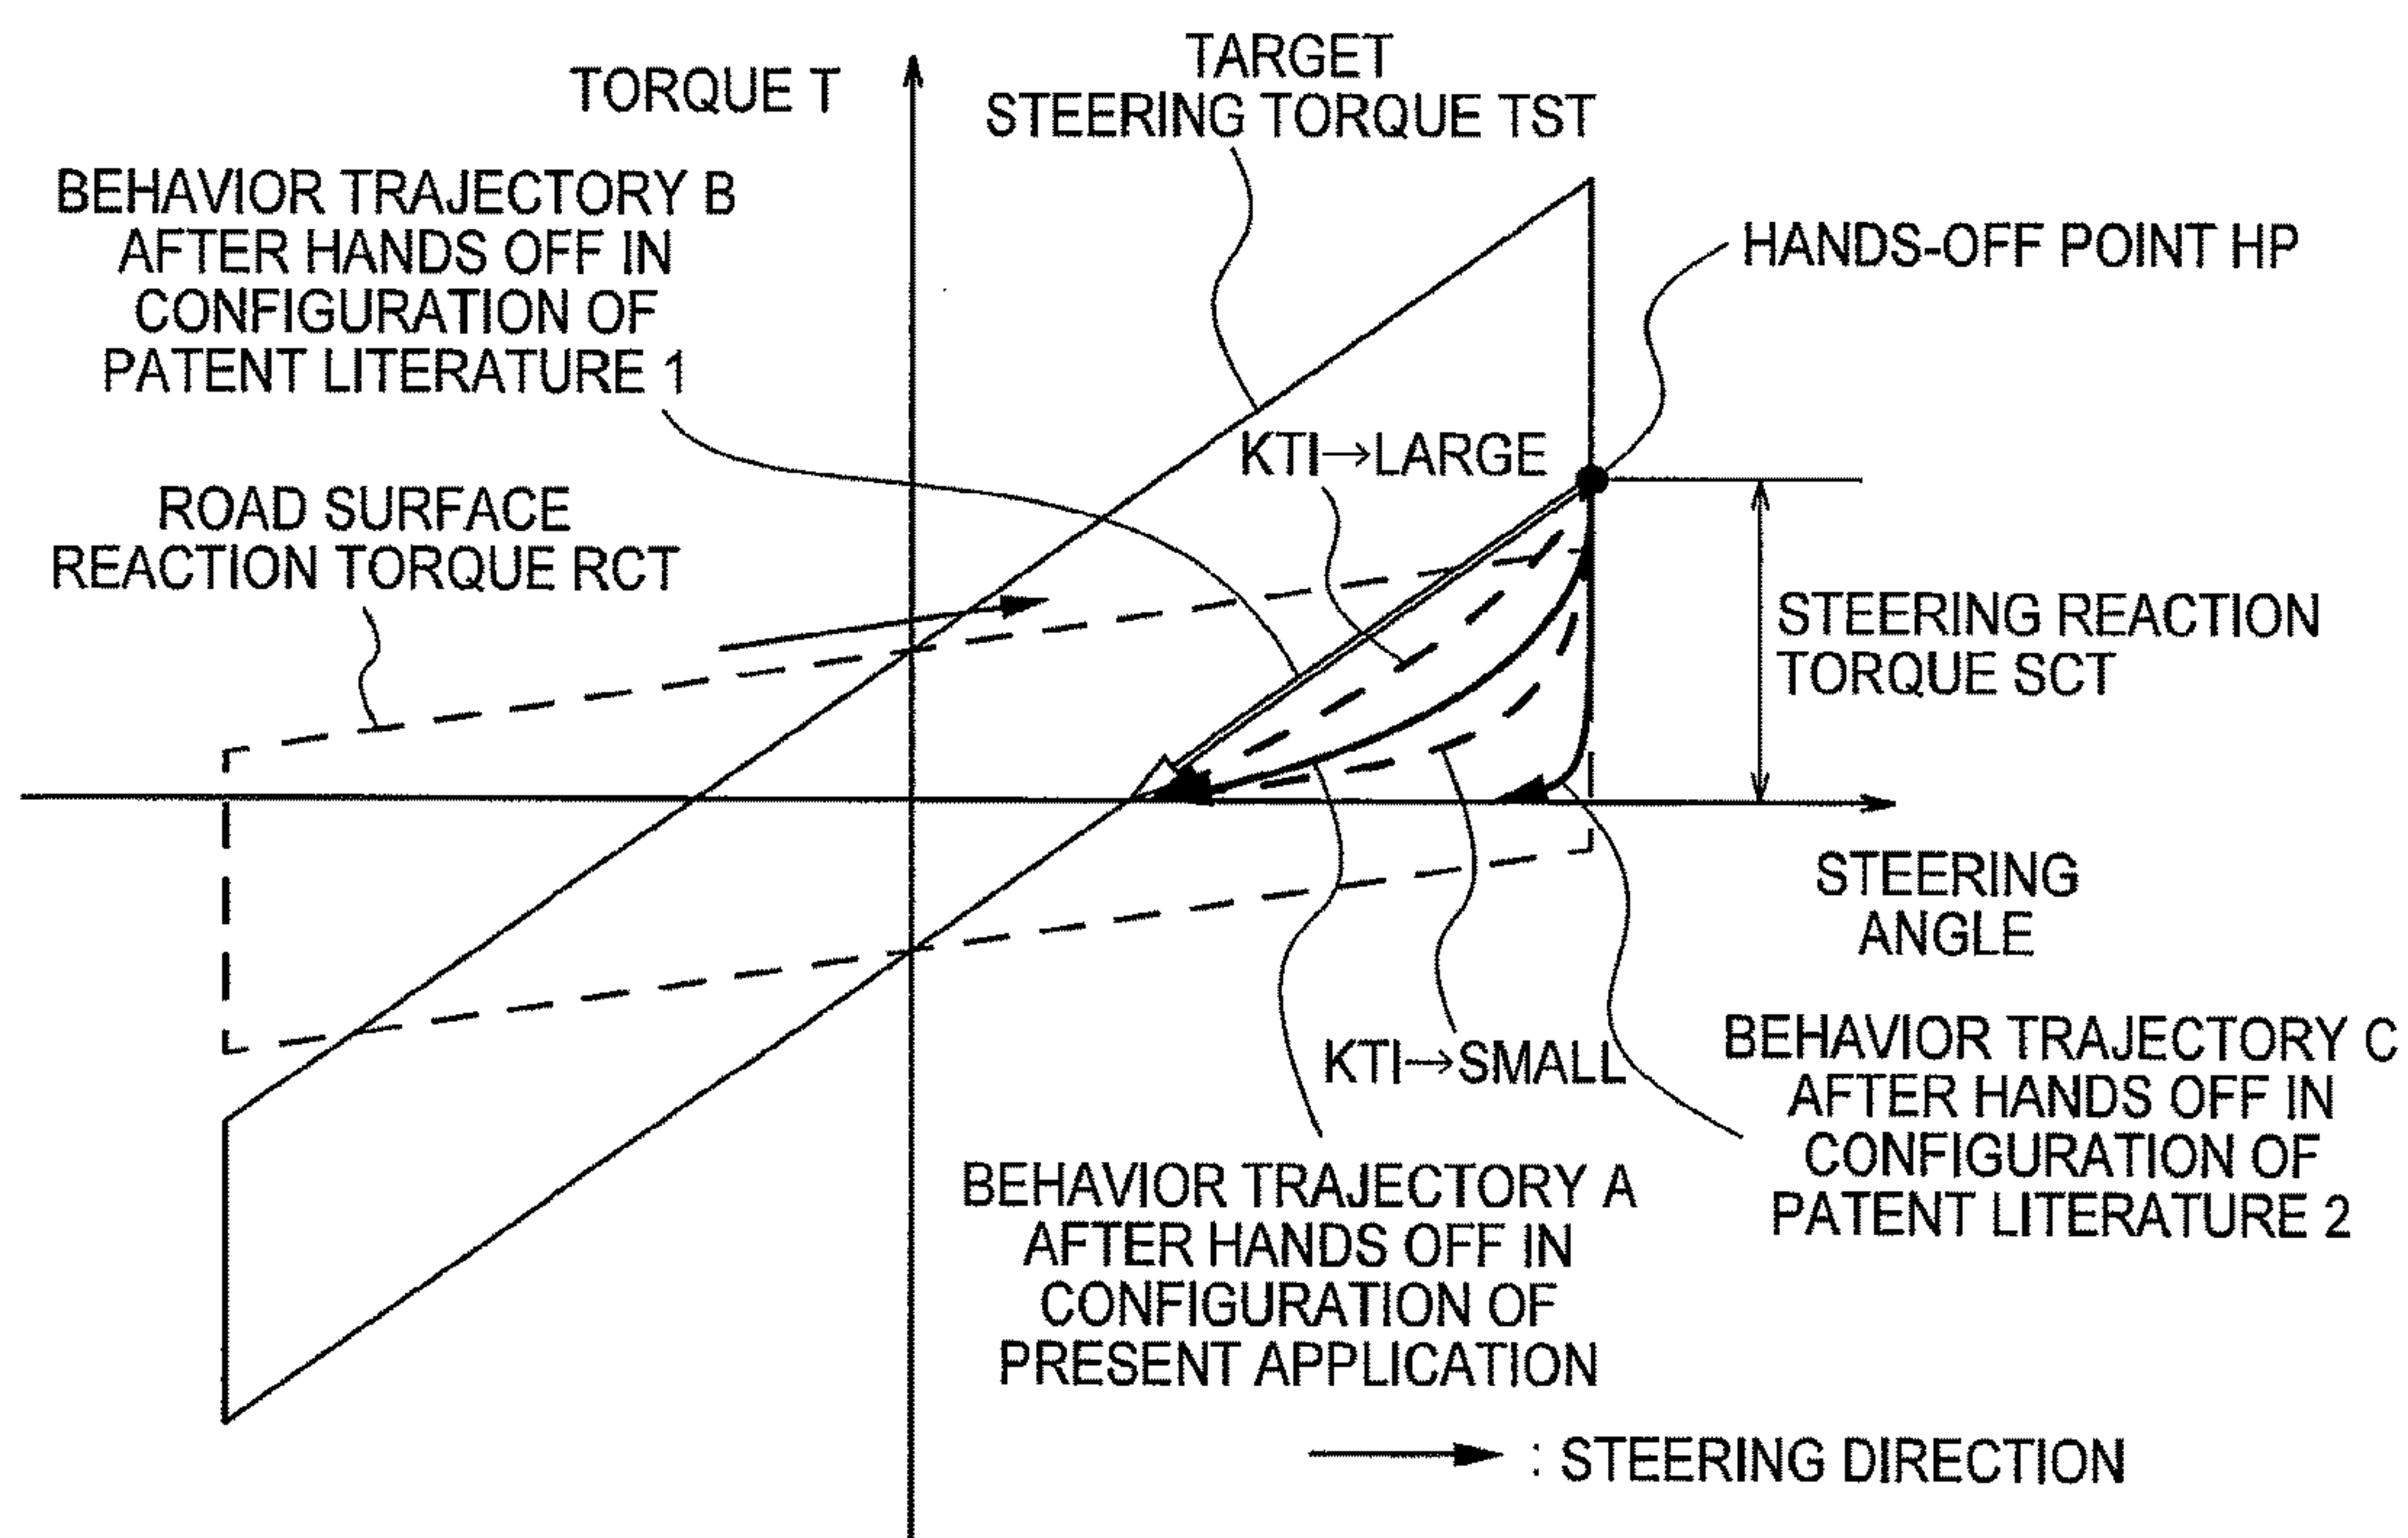 TORQUE T
TARGET
STEERING TORQUE TST
BEHAVIOR TRAJECTORY B
AFTER HANDS OFF IN
CONFIGURATION OF
PATENT LITERATURE 1
HANDS-OFF POINT HP
KTI→LARGE
ROAD SURFACE
REACTION TORQUE RCT
STEERING REACTION
TORQUE SCT
STEERING
ANGLE
KTI→SMALL
BEHAVIOR TRAJECTORY C
AFTER HANDS OFF IN
CONFIGURATION OF
PATENT LITERATURE 2
BEHAVIOR TRAJECTORY A
AFTER HANDS OFF IN
CONFIGURATION OF
PRESENT APPLICATION
: STEERING DIRECTION